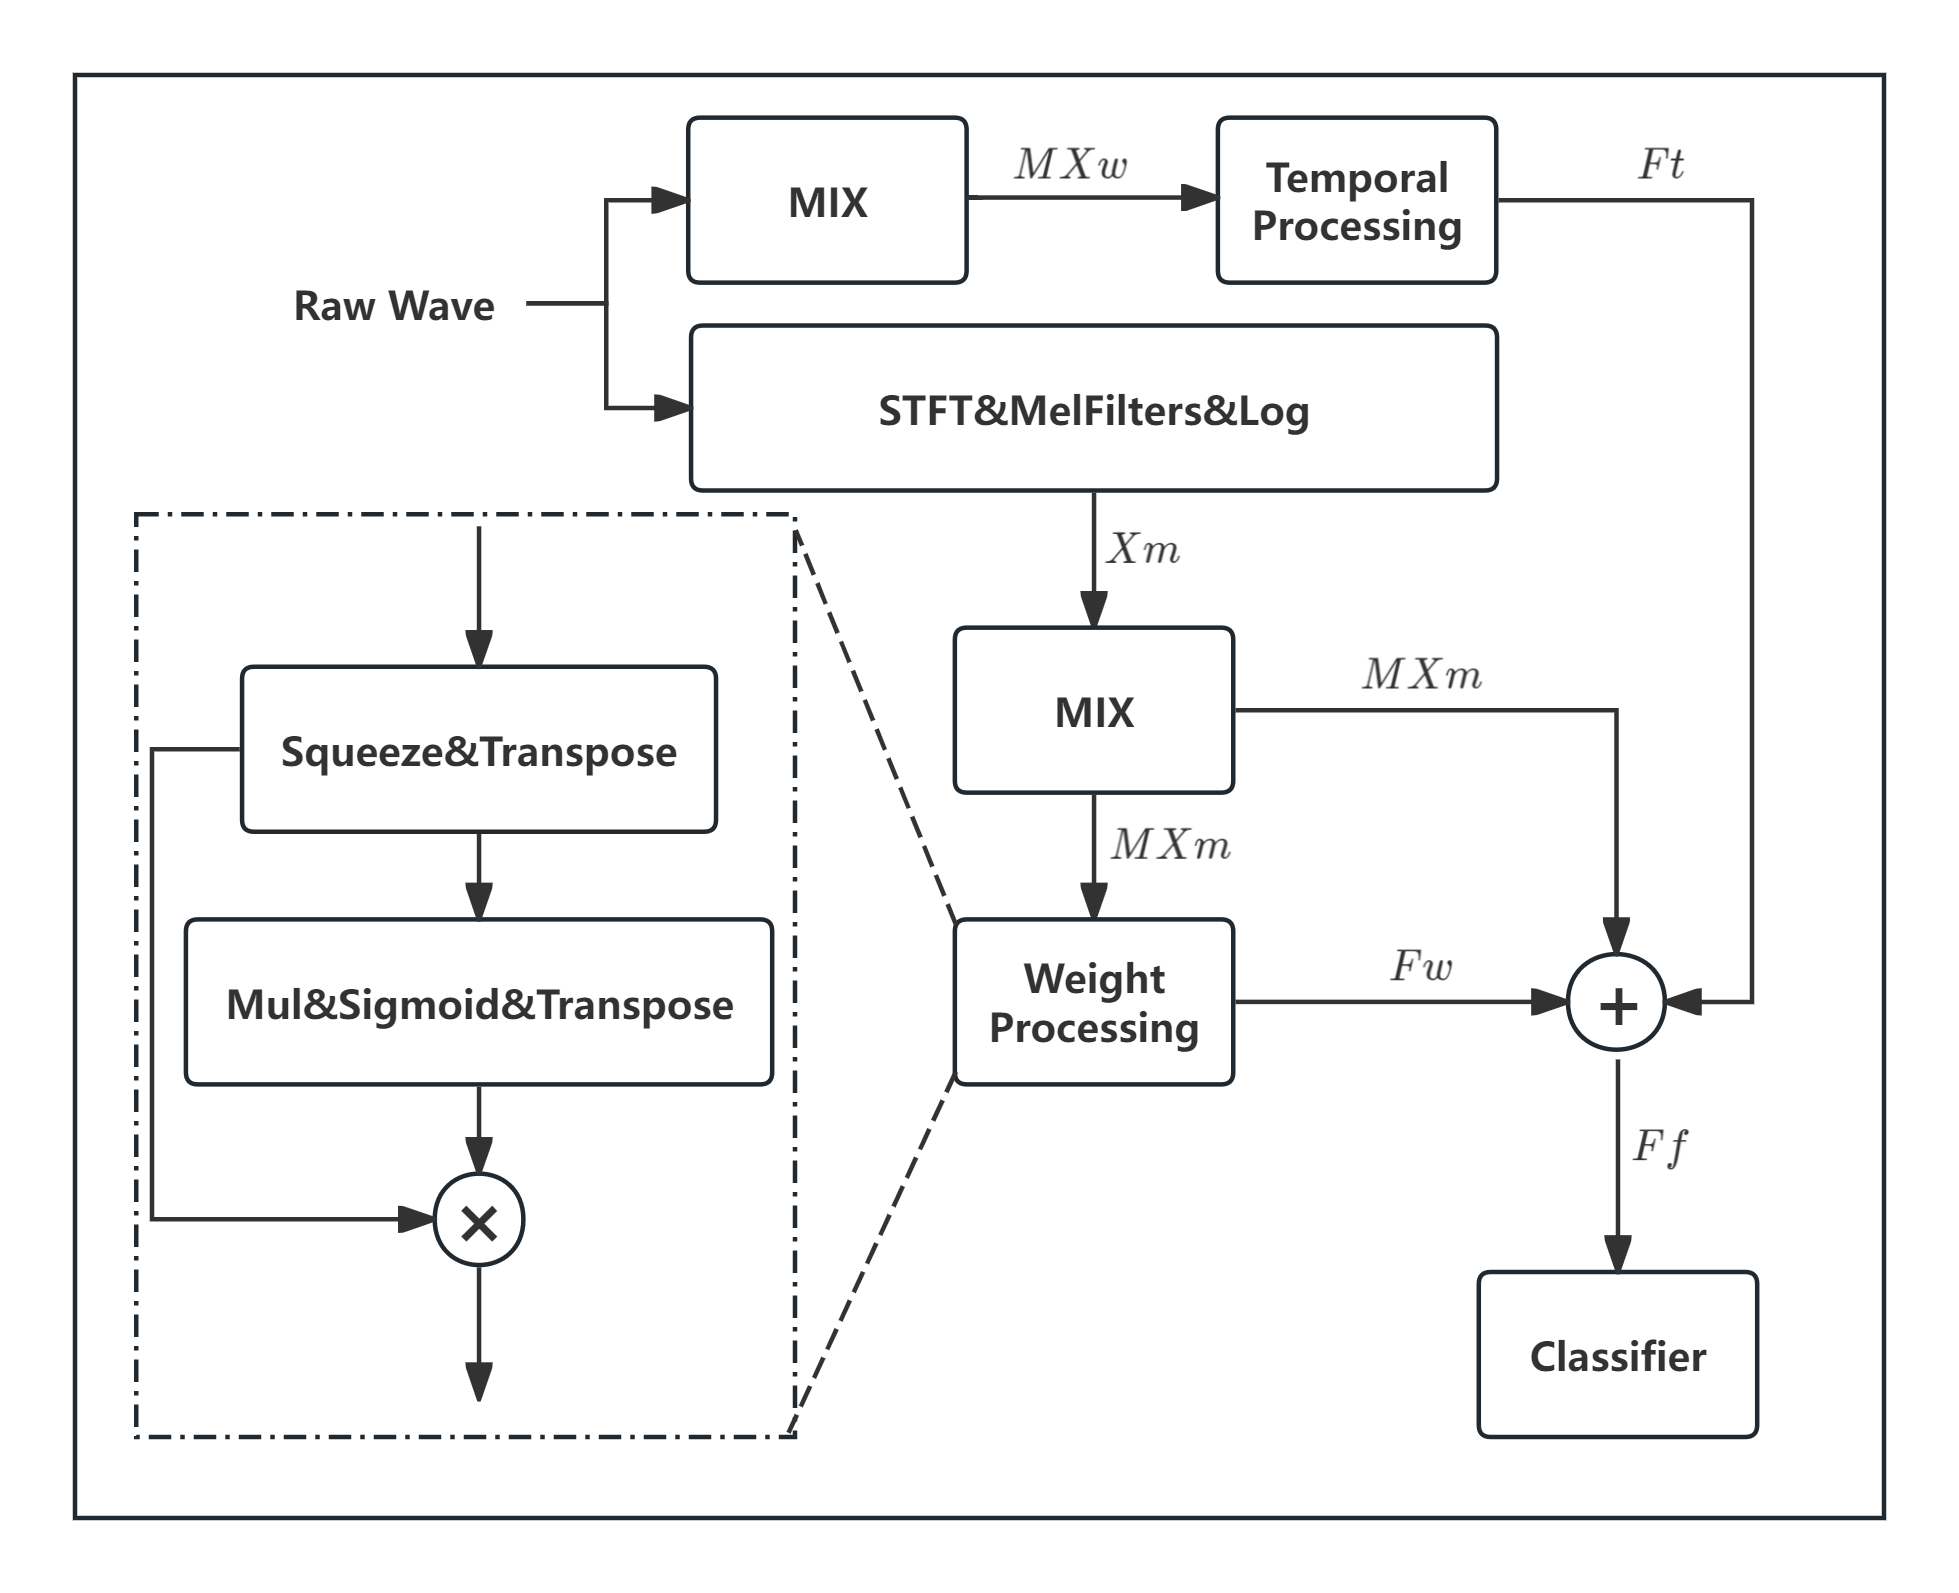 MIX
MXw
Temporal
Processing
Ft
Raw Wave
STFT&MelFilters&Log
Xm
MIX
MXm
MXm
Squeeze&Transpose
Mul&Sigmoid&Transpose
×
Weight
Processing
Fw
+
Ff
Classifier